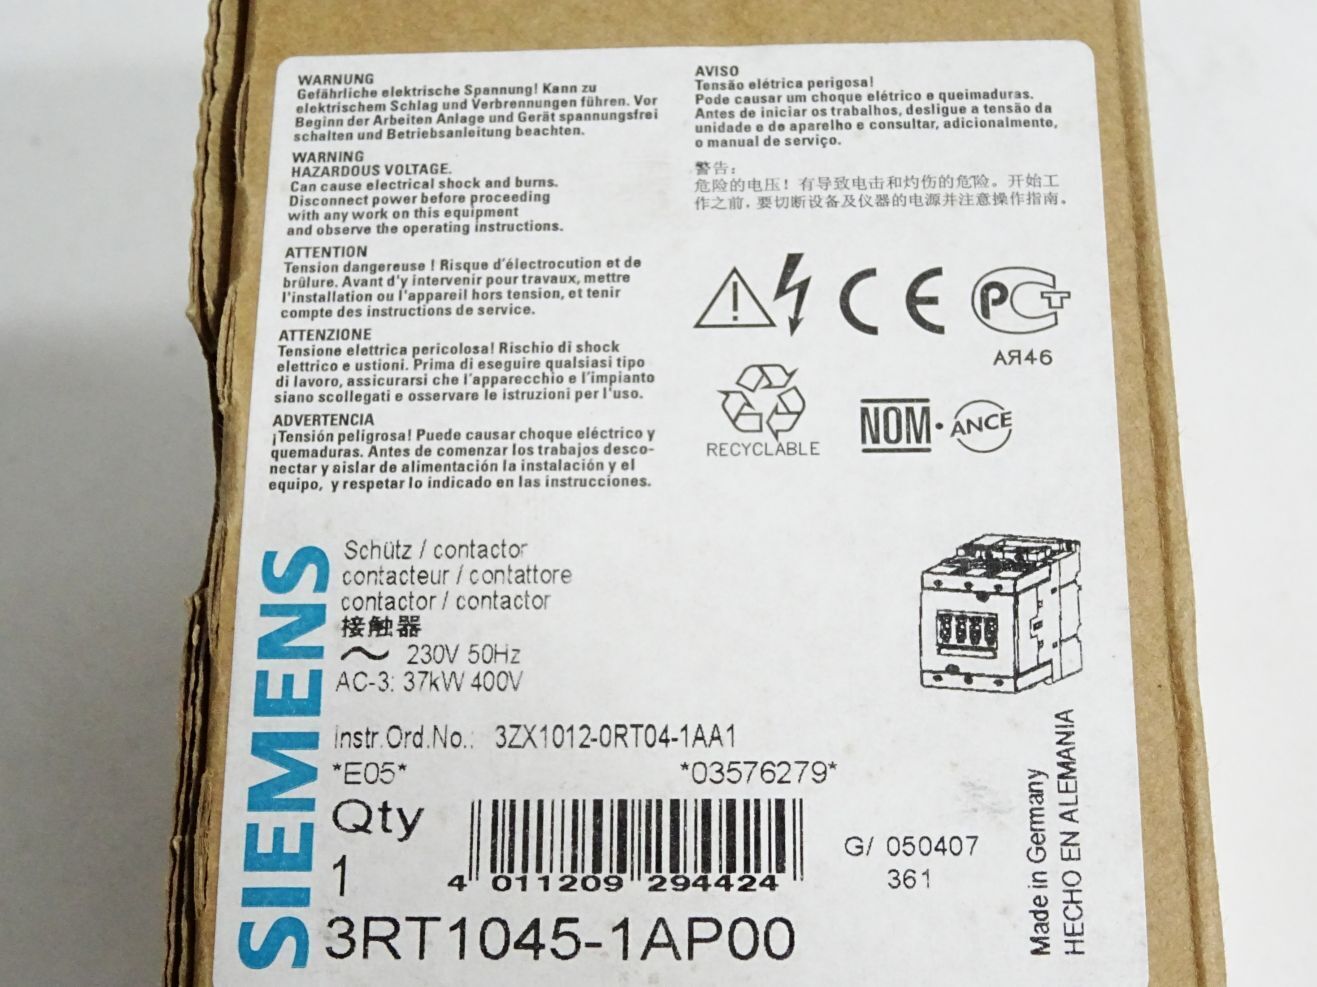 WARNUNG
Gefährliche elektrische Spannung! Kann zu
elektrischem Schlag und Verbrennungen führen. Vor
Beginn der Arbeiten Anlage und Gerät spannungsfrei
schalten und Betriebsanleitung beachten.
WARNING
HAZARDOUS VOLTAGE.
Can cause electrical shock and burns.
Disconnect power before proceeding
with any work on this equipment
and observe the operating instructions.
ATTENTION
Tension dangereuse ! Risque d'électrocution et de
brûlure. Avant d'y intervenir pour travaux, mettre
l'installation ou l'appareil hors tension, et tenir
compte des instructions de service.
ATTENZIONE
Tensione elettrica pericolosa! Rischio di shock
elettrico e ustioni. Prima di eseguire qualsiasi tipo
di lavoro, assicurarsi che l'apparecchio e l'impianto
siano scollegati e osservare le istruzioni per l'uso.
ADVERTENCIA
¡Tensión peligrosa! Puede causar choque eléctrico y
quemaduras. Antes de comenzar los trabajos desco-
nectar y aislar de alimentación la instalación y el
equipo, y respetar lo indicado en las instrucciones.
AVISO
Tensão elétrica perigosa!
Pode causar um choque elétrico e queimaduras.
Antes de iniciar os trabalhos, desligue a tensão da
unidade e do aparelho e consultar, adicionalmente,
o manual de serviço.
警告:
危险的电压! 有导致电击和灼伤的危险。开始工
作之前, 要切断设备及仪器的电源并注意操作指南。
CE
РСТ
АЯ46
RECYCLABLE
NOM·ANCE
SIEMENS
Schütz / contactor
contacteur / contattore
contactor / contactor
接触器
~ 230V 50Hz
AC-3: 37kW 400V
Instr.Ord.No.: 3ZX1012-0RT04-1AA1
*E05* *03576279*
Qty
1
4 011209 294424
G/ 050407
361
3RT1045-1AP00
Made in Germany
HECHO EN ALEMANIA